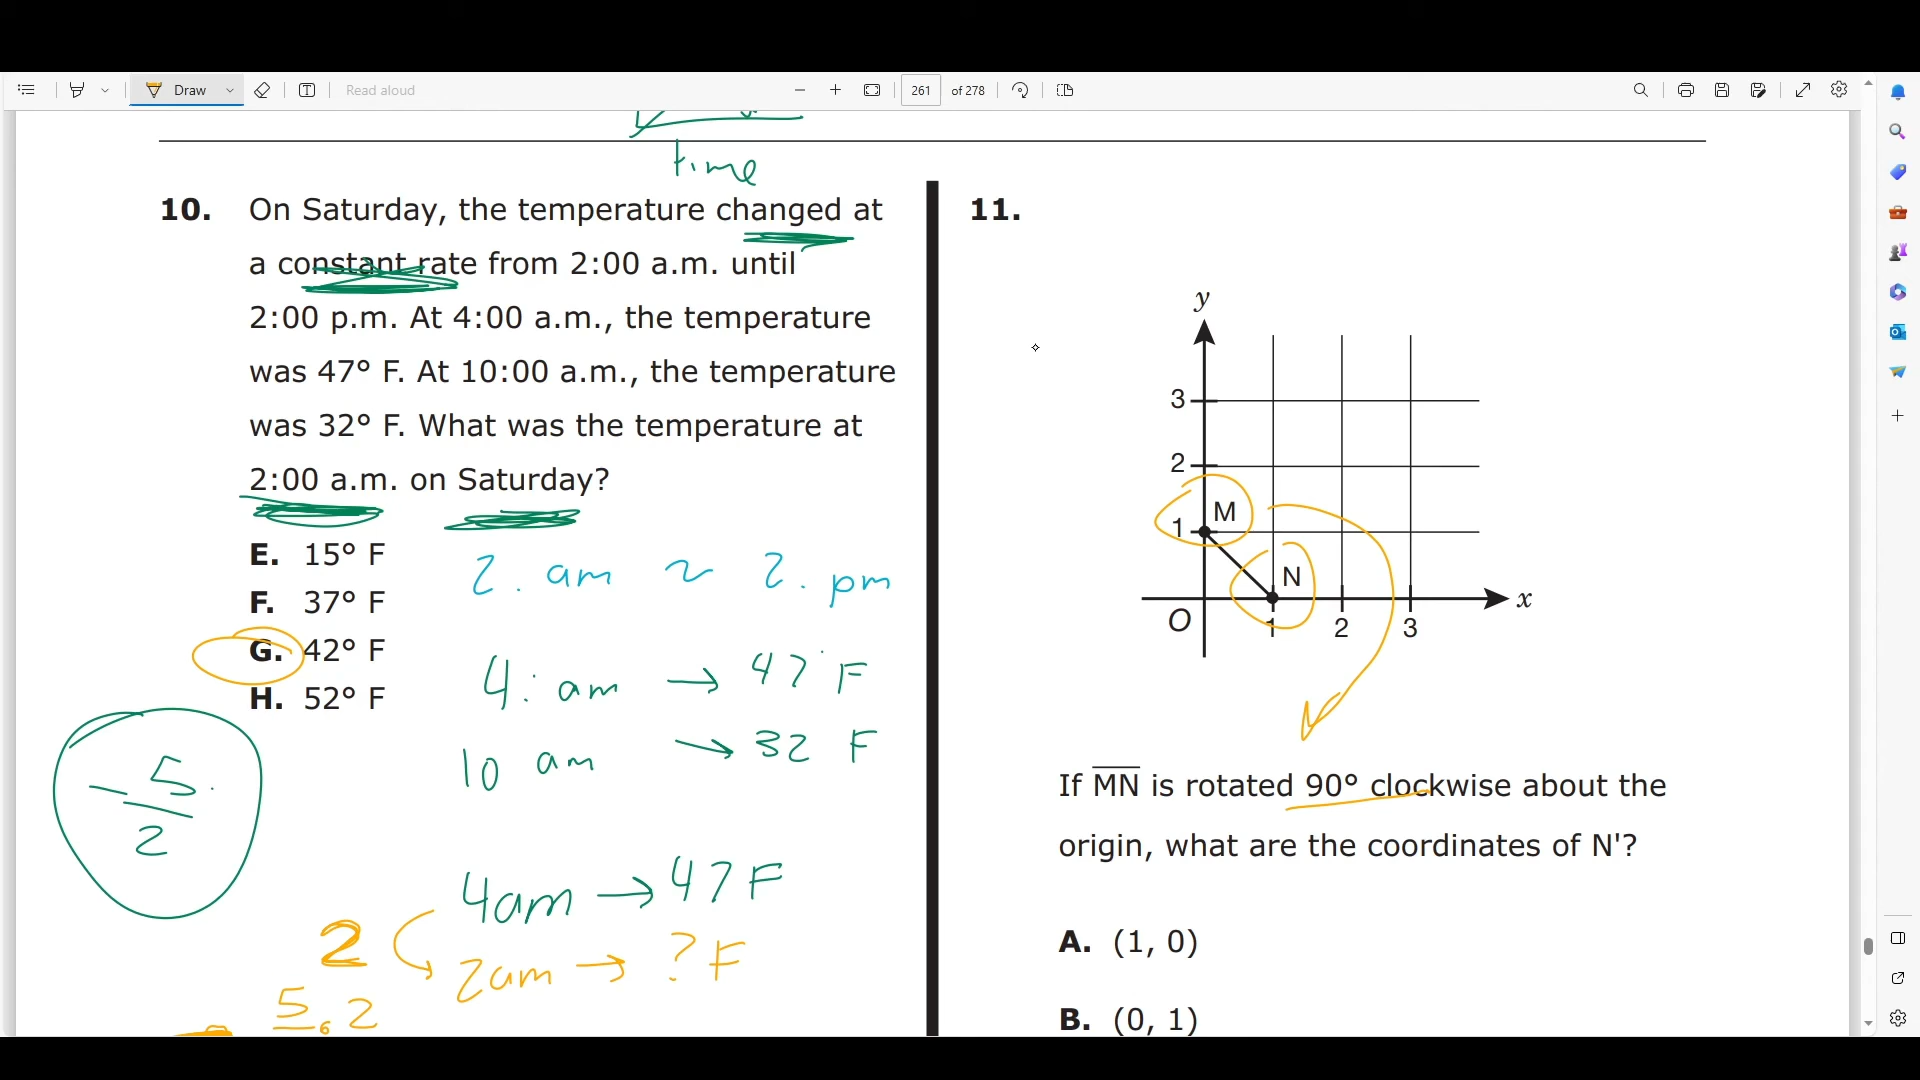 Draw
Read aloud
261 of 278
time
10. On Saturday, the temperature changed at
a constant rate from 2:00 a.m. until
2:00 p.m. At 4:00 a.m., the temperature
was 47° F. At 10:00 a.m., the temperature
was 32° F. What was the temperature at
2:00 a.m. on Saturday?
E. 15° F
F. 37° F
G. 42° F
H. 52° F
2. am ~ 2. pm
4: am → 47° F
10 am → 32 F
-5/2
4am → 47 F
2
2am → ? F
5 . 2
11.
y
3
2
1
M
N
O
1 2 3
x
If MN is rotated 90° clockwise about the
origin, what are the coordinates of N'?
A. (1, 0)
B. (0, 1)